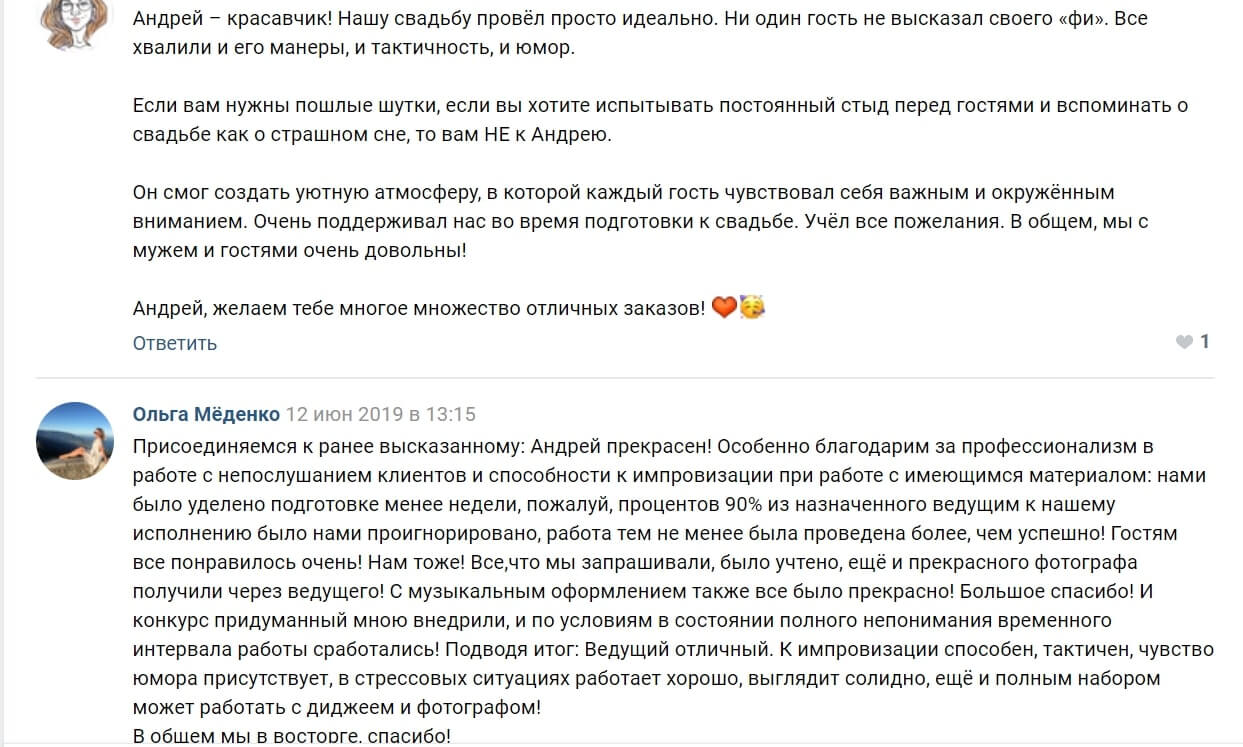 Андрей – красавчик! Нашу свадьбу провёл просто идеально. Ни один гость не высказал своего «фи». Все
хвалили и его манеры, и тактичность, и юмор.
Если вам нужны пошлые шутки, если вы хотите испытывать постоянный стыд перед гостями и вспоминать о
свадьбе как о страшном сне, то вам НЕ к Андрею.
Он смог создать уютную атмосферу, в которой каждый гость чувствовал себя важным и окружённым
вниманием. Очень поддерживал нас во время подготовки к свадьбе. Учёл все пожелания. В общем, мы с
мужем и гостями очень довольны!
Андрей, желаем тебе многое множество отличных заказов! ❤️🥳
Ответить
1
Ольга Мёденко 12 июн 2019 в 13:15
Присоединяемся к ранее высказанному: Андрей прекрасен! Особенно благодарим за профессионализм в
работе с непослушанием клиентов и способности к импровизации при работе с имеющимся материалом: нами
было уделено подготовке менее недели, пожалуй, процентов 90% из назначенного ведущим к нашему
исполнению было нами проигнорировано, работа тем не менее была проведена более, чем успешно! Гостям
все понравилось очень! Нам тоже! Все,что мы запрашивали, было учтено, ещё и прекрасного фотографа
получили через ведущего! С музыкальным оформлением также все было прекрасно! Большое спасибо! И
конкурс придуманный мною внедрили, и по условиям в состоянии полного непонимания временного
интервала работы сработались! Подводя итог: Ведущий отличный. К импровизации способен, тактичен, чувство
юмора присутствует, в стрессовых ситуациях работает хорошо, выглядит солидно, ещё и полным набором
может работать с диджеем и фотографом!
В общем мы в восторге, спасибо!